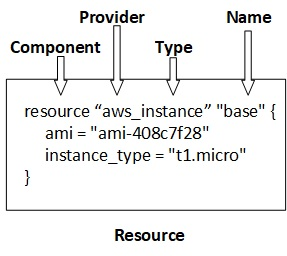 Provider
Component Type Name
resource “aws_instance” "base" {
ami = "ami-408c7f28"
instance_type = "t1.micro"
}
Resource